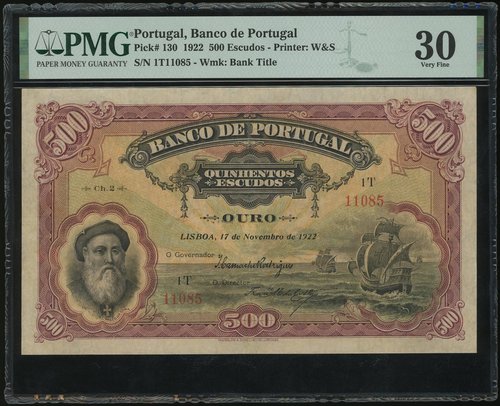 PMG
PAPER MONEY GUARANTY
Portugal, Banco de Portugal
Pick# 130 1922 500 Escudos - Printer: W&S
S/N 1T11085 - Wmk: Bank Title
30
Very Fine
500
500
BANCO DE PORTUGAL
QUINHENTOS
ESCUDOS
Ch. 2
1T
11085
OURO
LISBOA, 17 de Novembro de 1922
O Governador
1T
11085
O Director
500
500
500